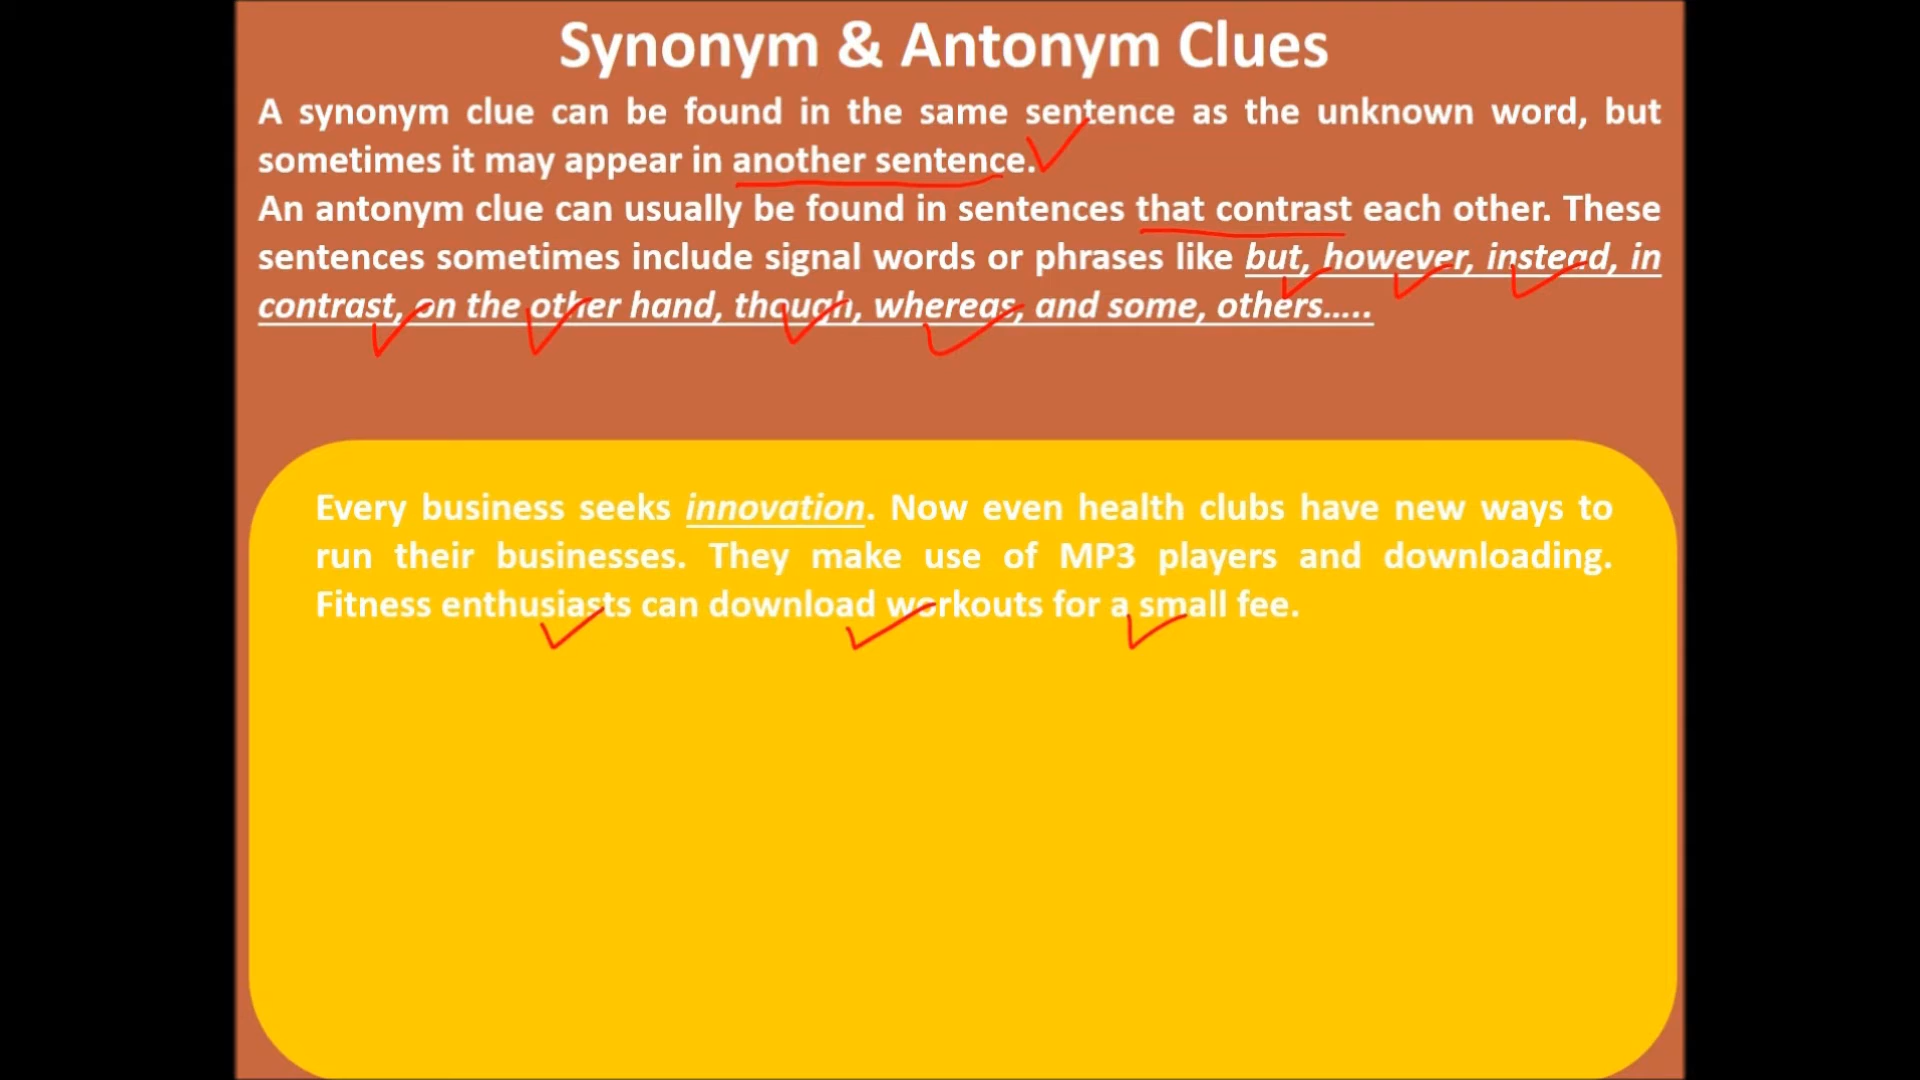 Synonym & Antonym Clues
A synonym clue can be found in the same sentence as the unknown word, but
sometimes it may appear in another sentence.
An antonym clue can usually be found in sentences that contrast each other. These
sentences sometimes include signal words or phrases like but, however, instead, in
contrast, on the other hand, though, whereas, and some, others.....
Every business seeks innovation. Now even health clubs have new ways to
run their businesses. They make use of MP3 players and downloading.
Fitness enthusiasts can download workouts for a small fee.